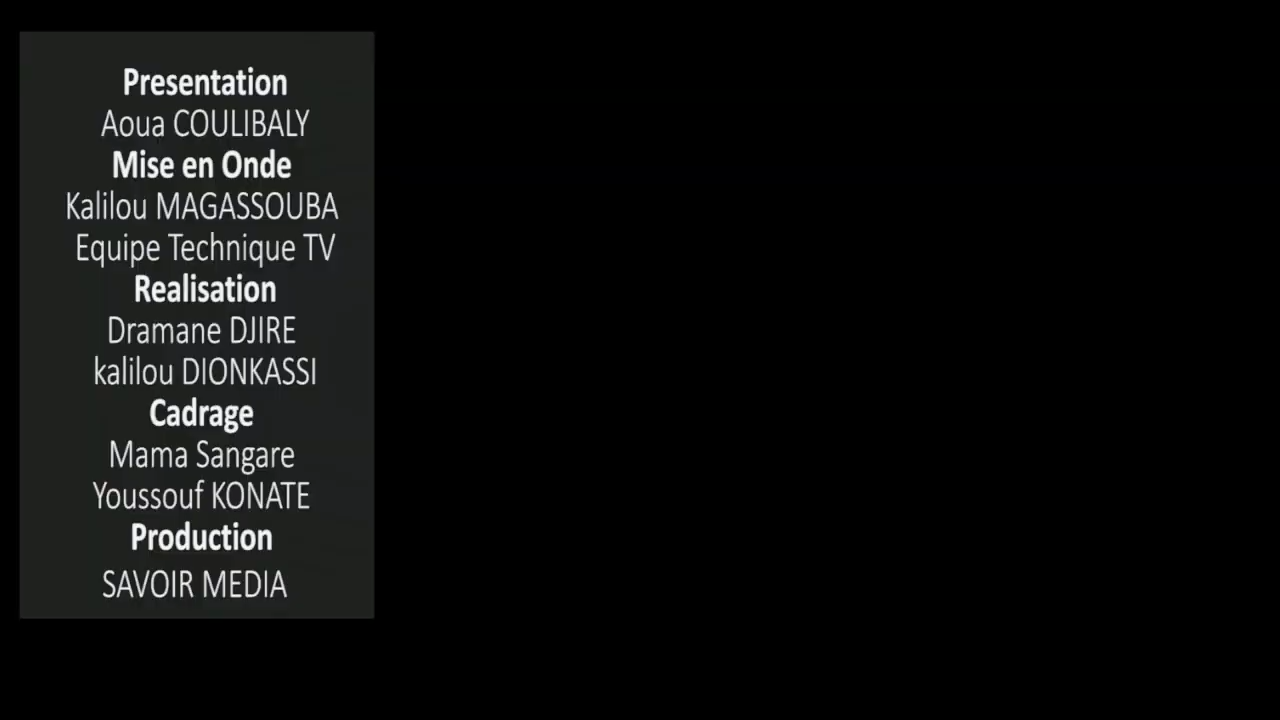 Presentation
Aoua COULIBALY
Mise en Onde
Kalilou MAGASSOUBA
Equipe Technique TV
Realisation
Dramane DJIRE
kalilou DIONKASSI
Cadrage
Mama Sangare
Youssouf KONATE
Production
SAVOIR MEDIA